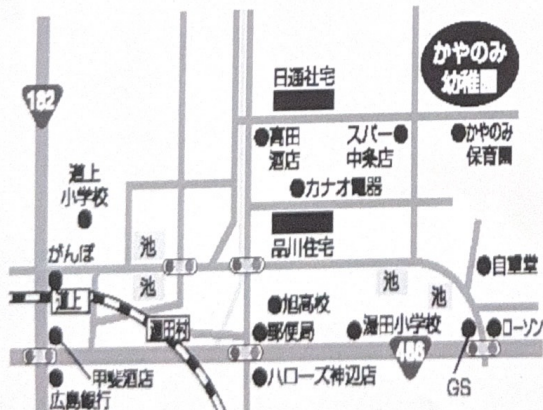 かやのみ
幼稚園
日通社宅
182
高田
酒店
スパー
中条店
かやのみ
保育園
道上
小学校
カナオ電器
がんぼ
池
品川住宅
池
池
池
自重堂
道上
湯田村
旭高校
郵便局
湯田小学校
ローソン
486
甲斐酒店
広島銀行
ハローズ神辺店
GS